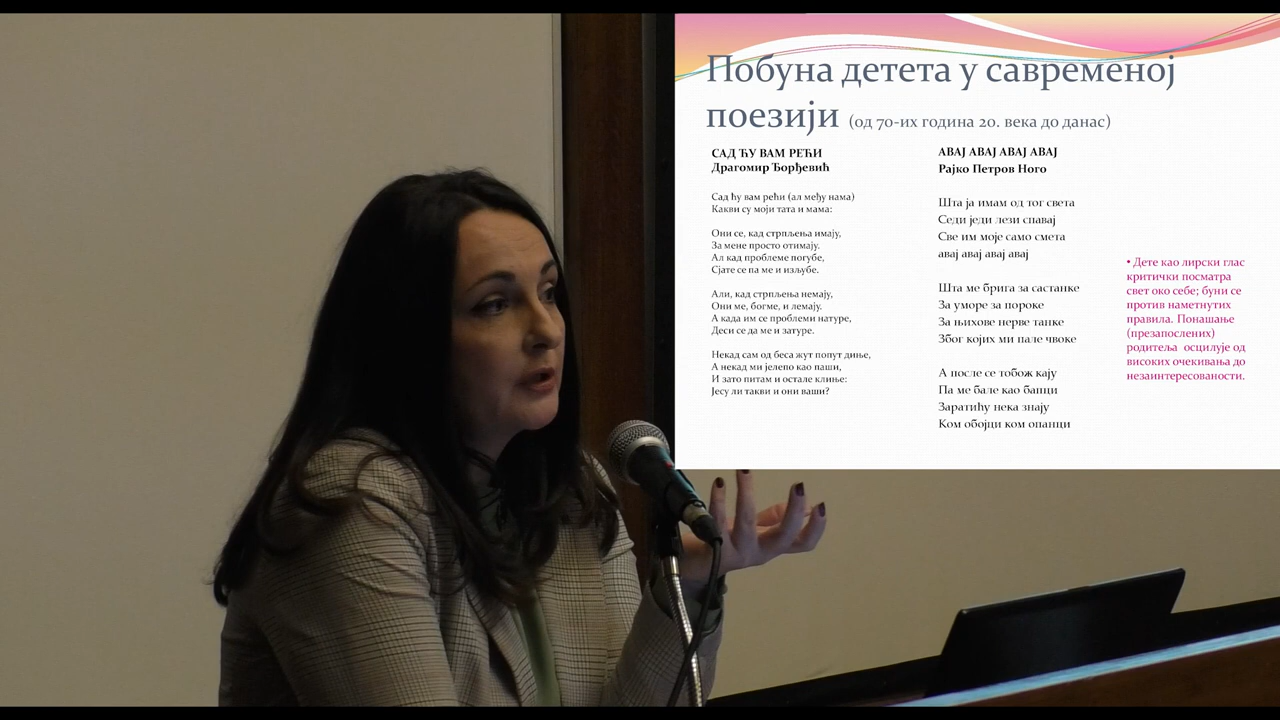 Побуна детета у савременој
поезији (од 70-их година 20. века до данас)
САД ЋУ ВАМ РЕЋИ
Драгомир Ђорђевић
Сад ћу вам рећи (ал међу нама)
Какви су моји тата и мама:
Они се, кад стрпљења имају,
За мене просто отимају.
Ал кад проблеме погубе,
Сјате се па ме и изљубе.
Али, кад стрпљења немају,
Они ме, богме, и лемају.
А када им се проблеми натуре,
Деси се да ме и затуре.
Некад сам од беса жут попут диње,
А некад ми јелепо као паши,
И зато питам и остале клиње:
Јесу ли такви и они ваши?
АВАЈ АВАЈ АВАЈ АВАЈ
Рајко Петров Ного
Шта ја имам од тог света
Седи једи лези спавај
Све им моје само смета
авај авај авај авај
Шта ме брига за састанке
За уморе за пороке
За њихове нерве танке
Због којих ми пале чвоке
А после се тобож кају
Па ме бале као бапци
Заратићу нека знају
Ком обојци ком опанци
• Дете као лирски глас
критички посматра
свет око себе; буни се
против наметнутих
правила. Понашање
(презапослених)
родитеља осцилује од
високих очекивања до
незаинтересованости.